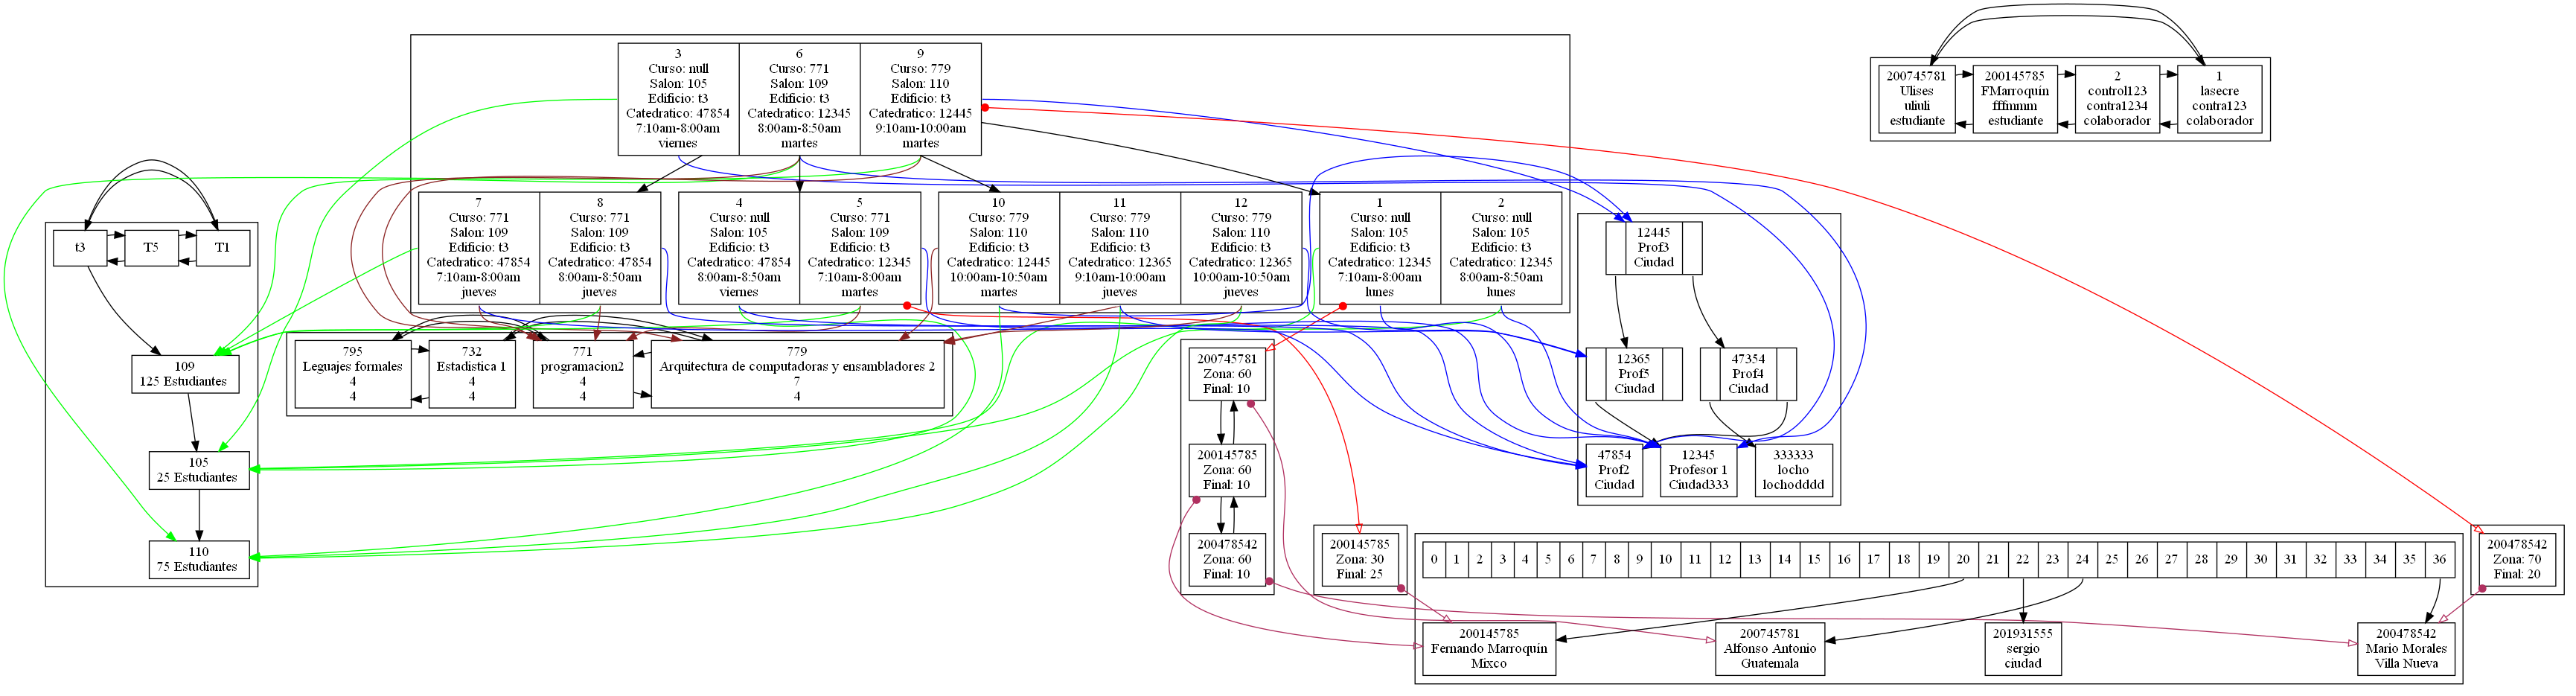 3
Curso: null
Salon: 105
Edificio: t3
Catedratico: 47854
7:10am-8:00am
viernes
6
Curso: 771
Salon: 109
Edificio: t3
Catedratico: 12345
8:00am-8:50am
martes
9
Curso: 779
Salon: 110
Edificio: t3
Catedratico: 12445
9:10am-10:00am
martes
200745781
Ulises
uliuli
estudiante
200145785
FMarroquín
fffmmm
estudiante
2
control123
contra1234
colaborador
1
lasecre
contra123
colaborador
7
Curso: 771
Salon: 109
Edificio: t3
Catedratico: 47854
7:10am-8:00am
jueves
8
Curso: 771
Salon: 109
Edificio: t3
Catedratico: 47854
8:00am-8:50am
jueves
4
Curso: null
Salon: 105
Edificio: t3
Catedratico: 47854
8:00am-8:50am
viernes
5
Curso: 771
Salon: 109
Edificio: t3
Catedratico: 12345
7:10am-8:00am
martes
10
Curso: 779
Salon: 110
Edificio: t3
Catedratico: 12445
10:00am-10:50am
martes
11
Curso: 779
Salon: 110
Edificio: t3
Catedratico: 12365
9:10am-10:00am
jueves
12
Curso: 779
Salon: 110
Edificio: t3
Catedratico: 12365
10:00am-10:50am
jueves
1
Curso: null
Salon: 105
Edificio: t3
Catedratico: 12345
7:10am-8:00am
lunes
2
Curso: null
Salon: 105
Edificio: t3
Catedratico: 12345
8:00am-8:50am
lunes
t3
T5
T1
109
125 Estudiantes
105
25 Estudiantes
110
75 Estudiantes
795
Leguajes formales
4
4
732
Estadistica 1
4
4
771
programacion2
4
4
779
Arquitectura de computadoras y ensambladores 2
7
4
12445
Prof3
Ciudad
12365
Prof5
Ciudad
47354
Prof4
Ciudad
47854
Prof2
Ciudad
12345
Profesor 1
Ciudad333
333333
locho
lochodddd
200745781
Zona: 60
Final: 10
200145785
Zona: 60
Final: 10
200478542
Zona: 60
Final: 10
200145785
Zona: 30
Final: 25
0 1 2 3 4 5 6 7 8 9 10 11 12 13 14 15 16 17 18 19 20 21 22 23 24 25 26 27 28 29 30 31 32 33 34 35 36
200478542
Zona: 70
Final: 20
200145785
Fernando Marroquín
Mixco
200745781
Alfonso Antonio
Guatemala
201931555
sergio
ciudad
200478542
Mario Morales
Villa Nueva